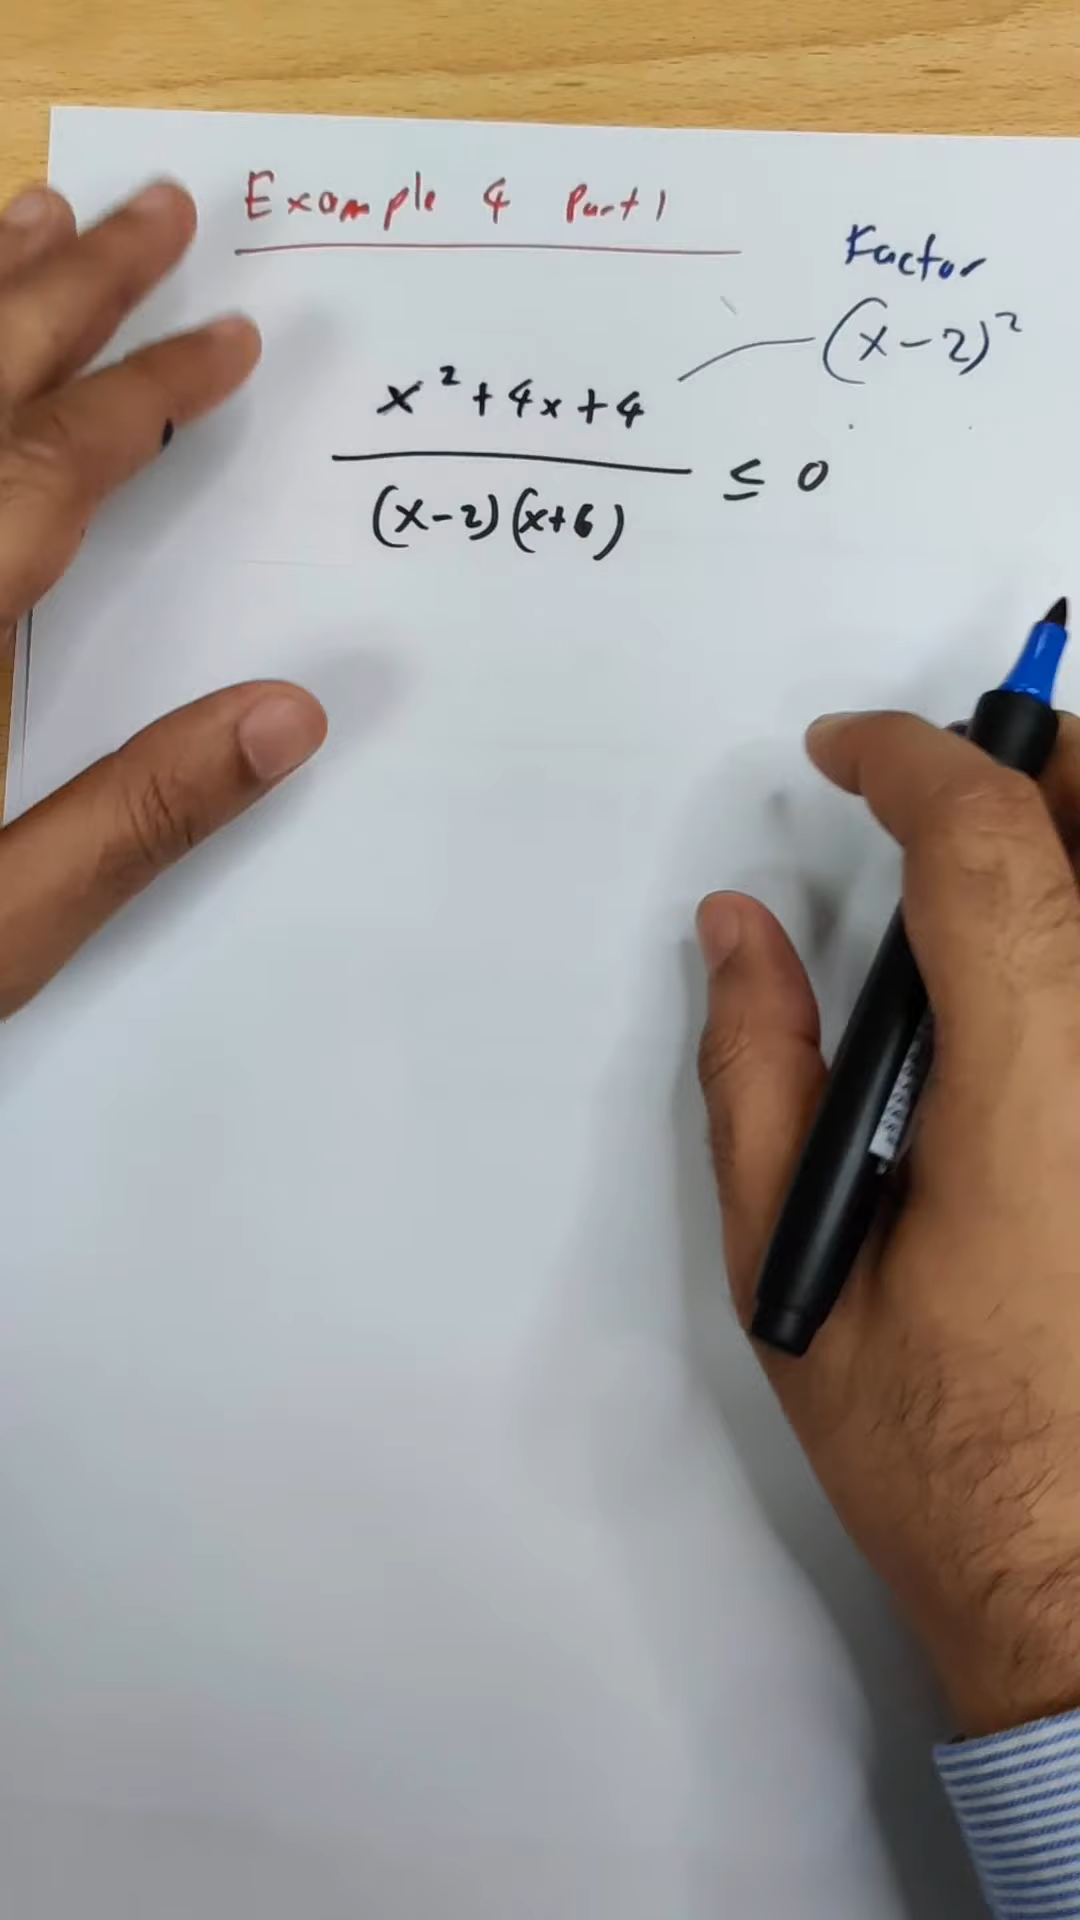 Example 4 Part 1
Factor
(x-2)²
x² + 4x + 4
(x-2)(x+6)
≤ 0